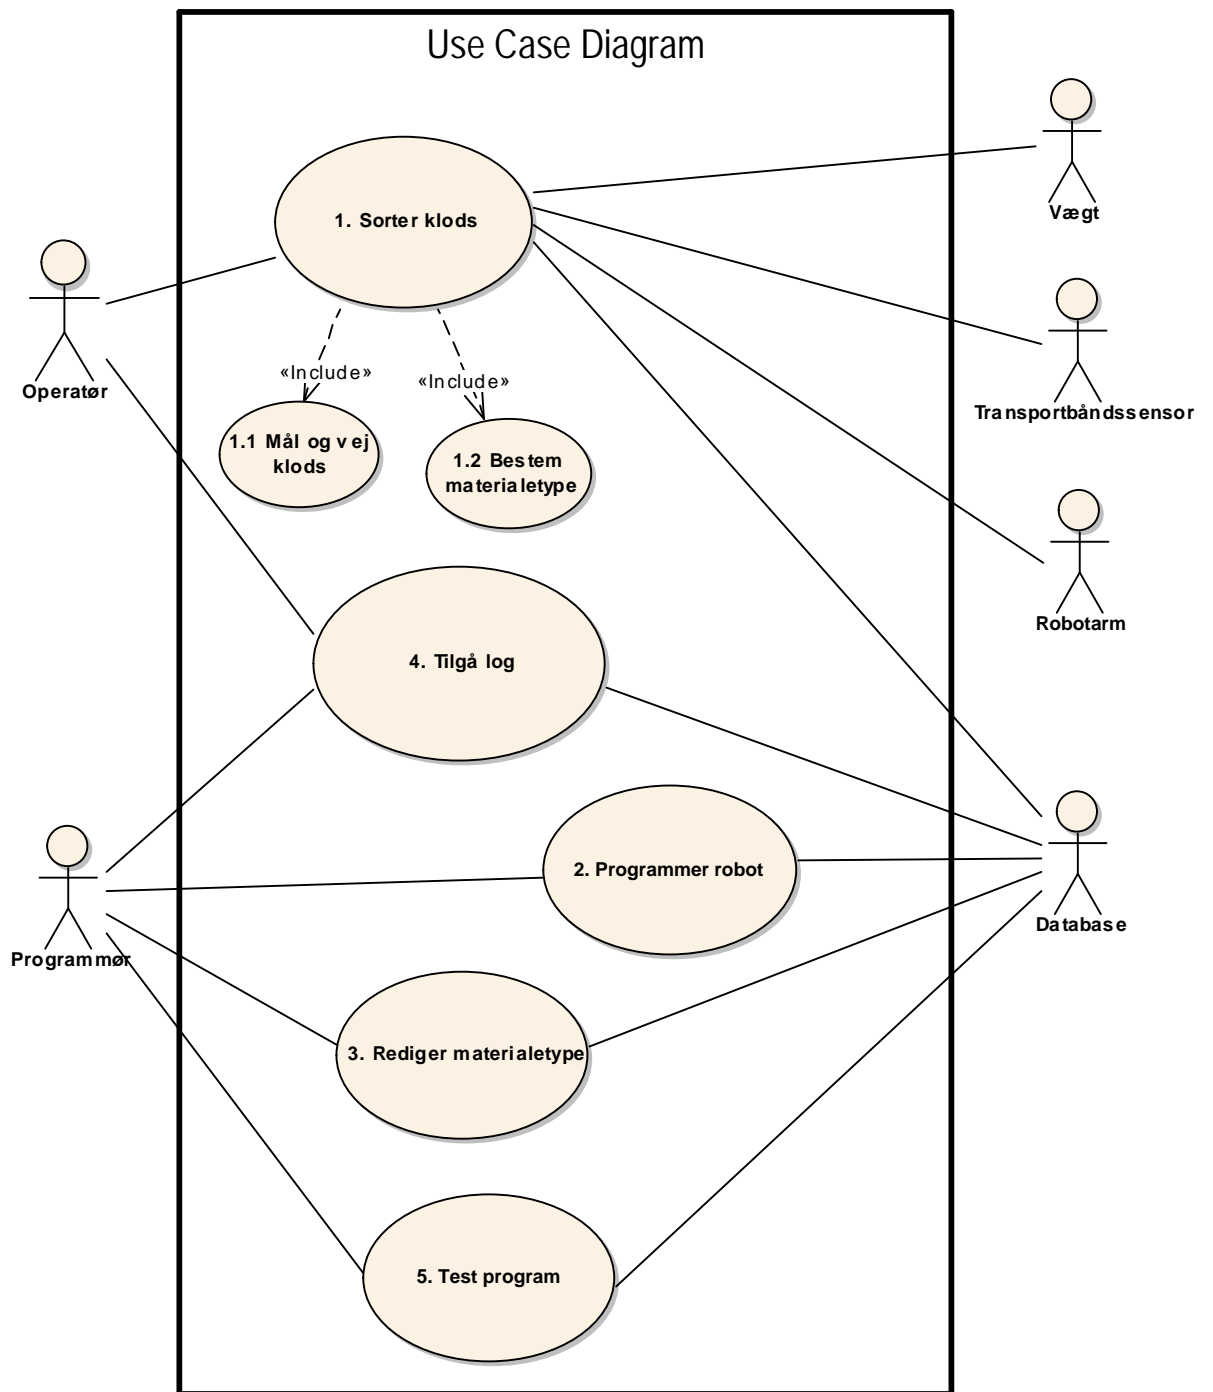 Use Case Diagram
1. Sorter klods
Vægt
Operatør
Transportbåndssensor
«Include»
«Include»
1.1 Mål og vej
klods
1.2 Bestem
materialetype
Robotarm
4. Tilgå log
2. Programmer robot
Database
Programmør
3. Rediger materialetype
5. Test program